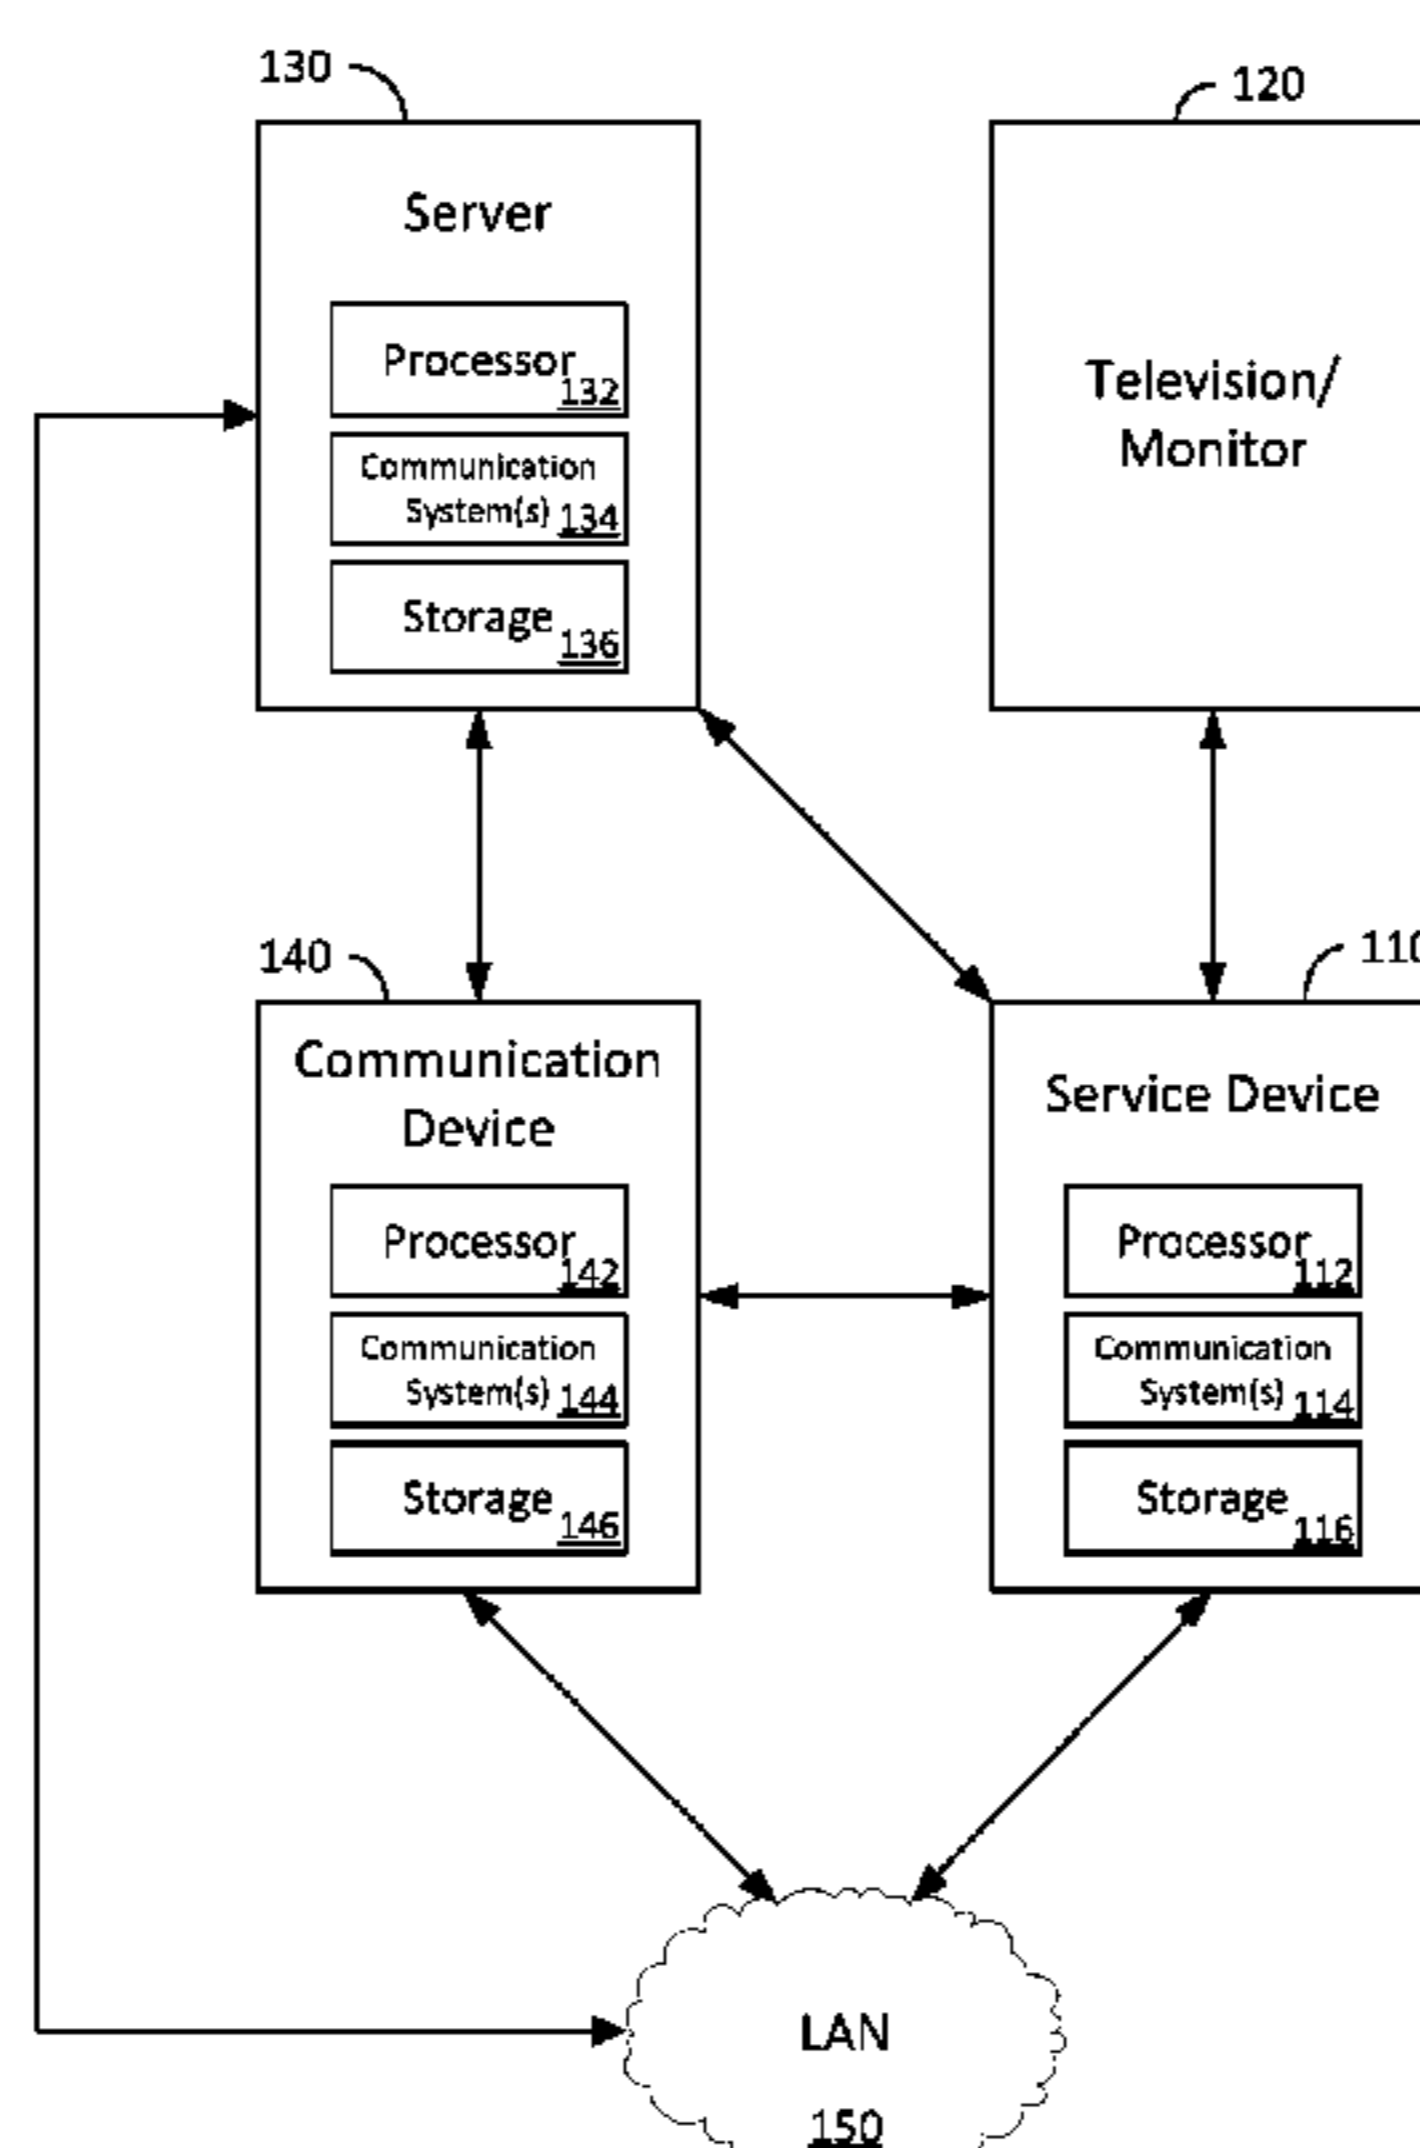 130
120
Server
Processor
132
Communication
System(s) 134
Storage
136
Television/
Monitor
140
110
Communication
Device
Processor
142
Communication
System(s) 144
Storage
146
Service Device
Processor
112
Communication
System(s) 114
Storage
116
LAN
150